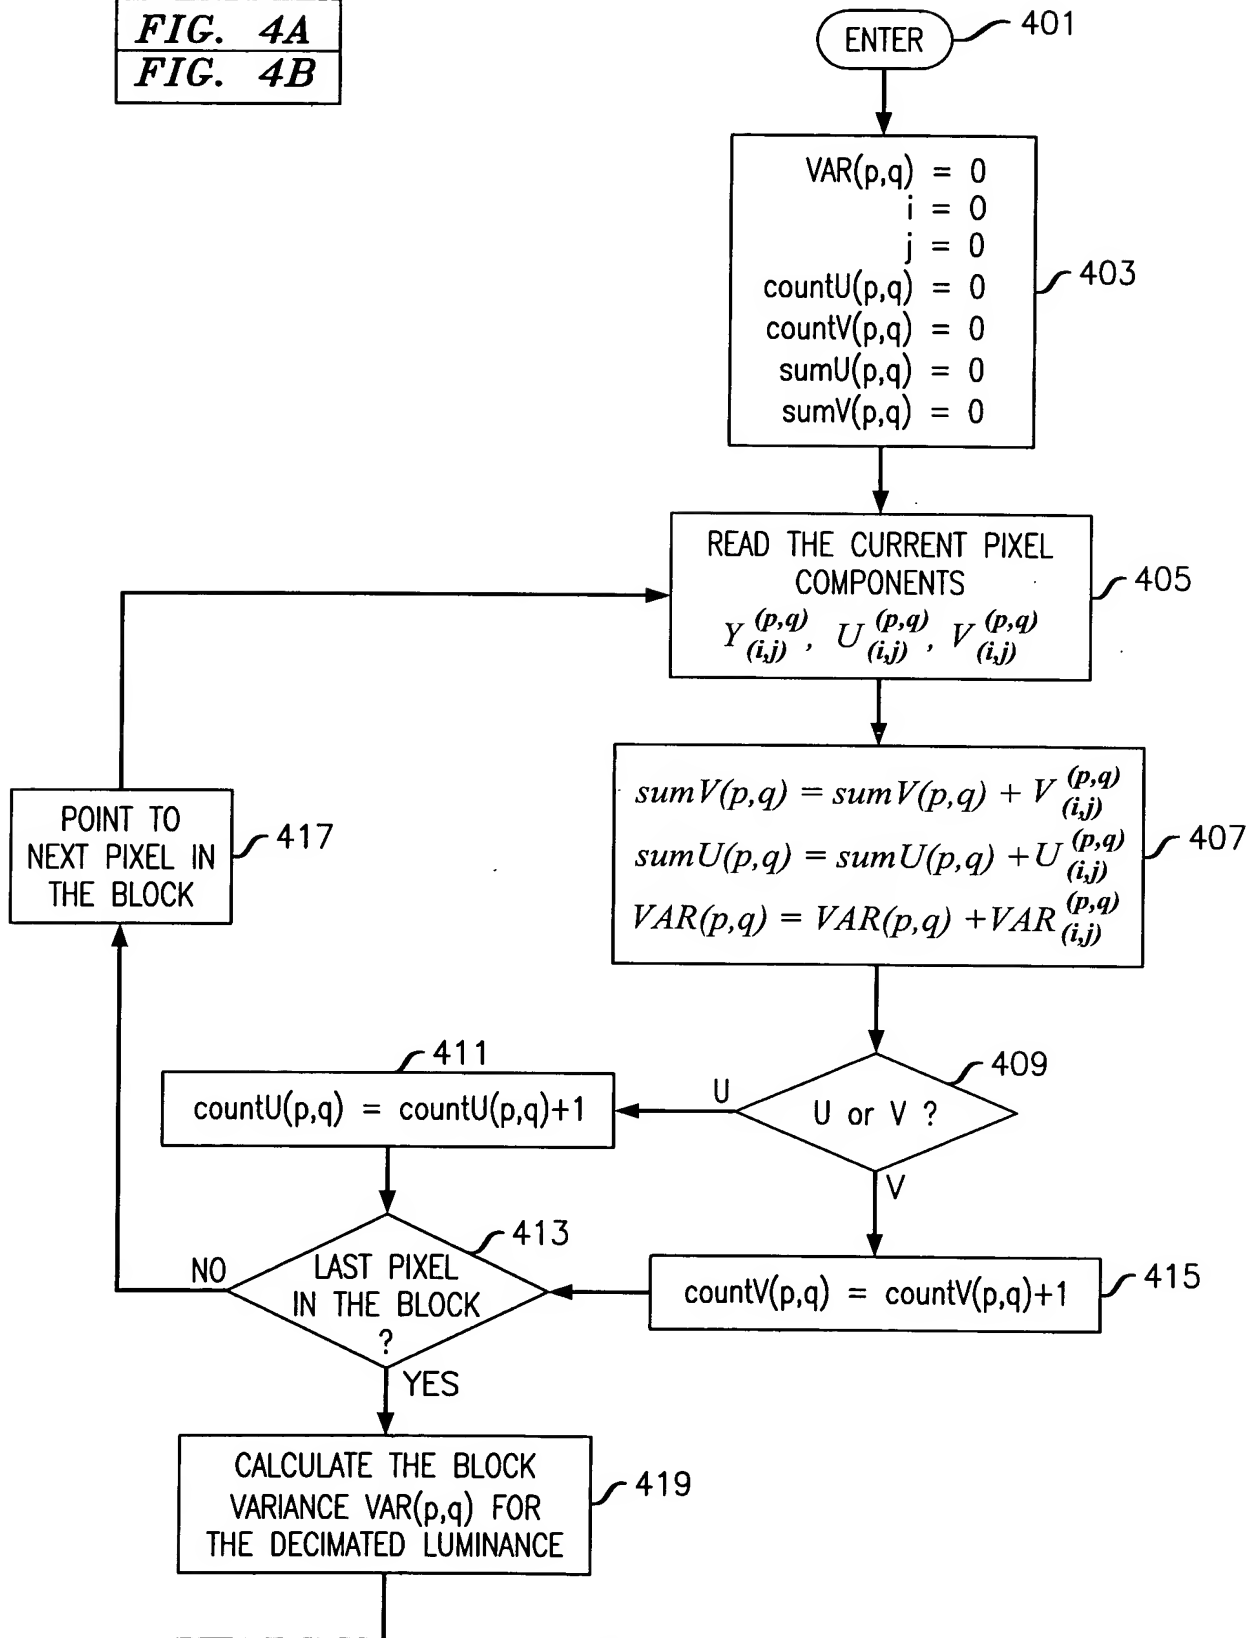 FIG. 4A
FIG. 4B
ENTER
401
VAR(p,q) = 0
i = 0
j = 0
countU(p,q) = 0
countV(p,q) = 0
sumU(p,q) = 0
sumV(p,q) = 0
403
READ THE CURRENT PIXEL
COMPONENTS
Y (p,q) (i,j), U (p,q) (i,j), V (p,q) (i,j)
405
sumV(p,q) = sumV(p,q) + V (p,q) (i,j)
sumU(p,q) = sumU(p,q) + U (p,q) (i,j)
VAR(p,q) = VAR(p,q) + VAR (p,q) (i,j)
407
POINT TO
NEXT PIXEL IN
THE BLOCK
417
U or V ?
409
U
V
countU(p,q) = countU(p,q)+1
411
LAST PIXEL
IN THE BLOCK
?
413
NO
YES
countV(p,q) = countV(p,q)+1
415
CALCULATE THE BLOCK
VARIANCE VAR(p,q) FOR
THE DECIMATED LUMINANCE
419